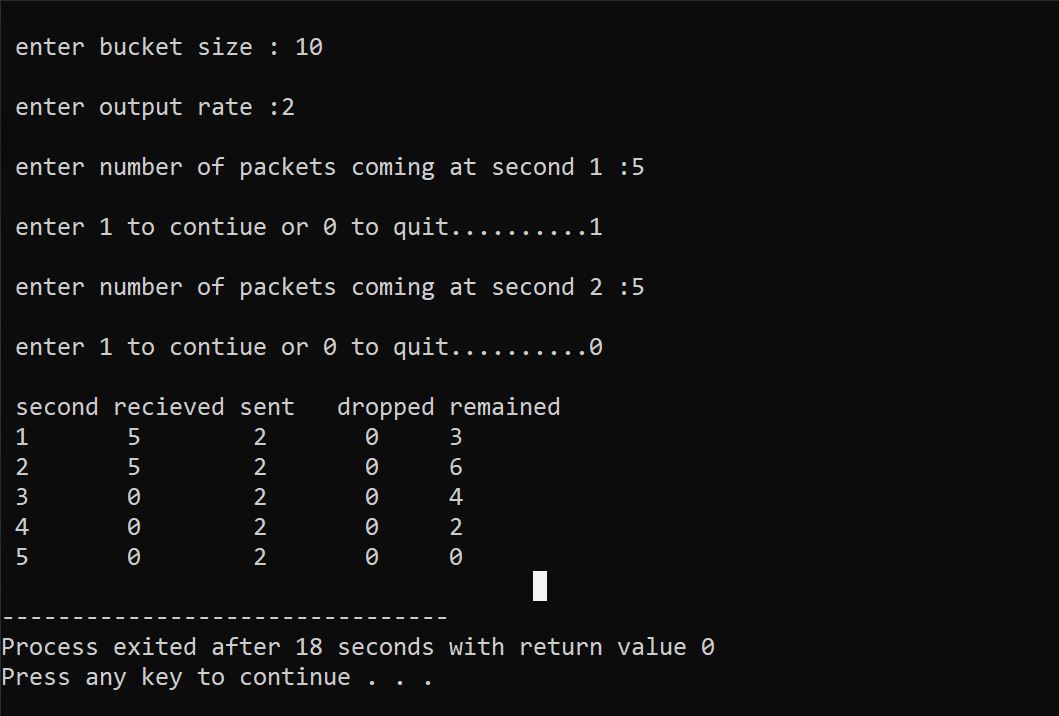 enter bucket size : 10
enter output rate :2
enter number of packets coming at second 1 :5
enter 1 to contiue or 0 to quit..........1
enter number of packets coming at second 2 :5
enter 1 to contiue or 0 to quit..........0
second recieved sent   dropped remained
1       5        2       0     3
2       5        2       0     6
3       0        2       0     4
4       0        2       0     2
5       0        2       0     0
--------------------------------
Process exited after 18 seconds with return value 0
Press any key to continue . . .